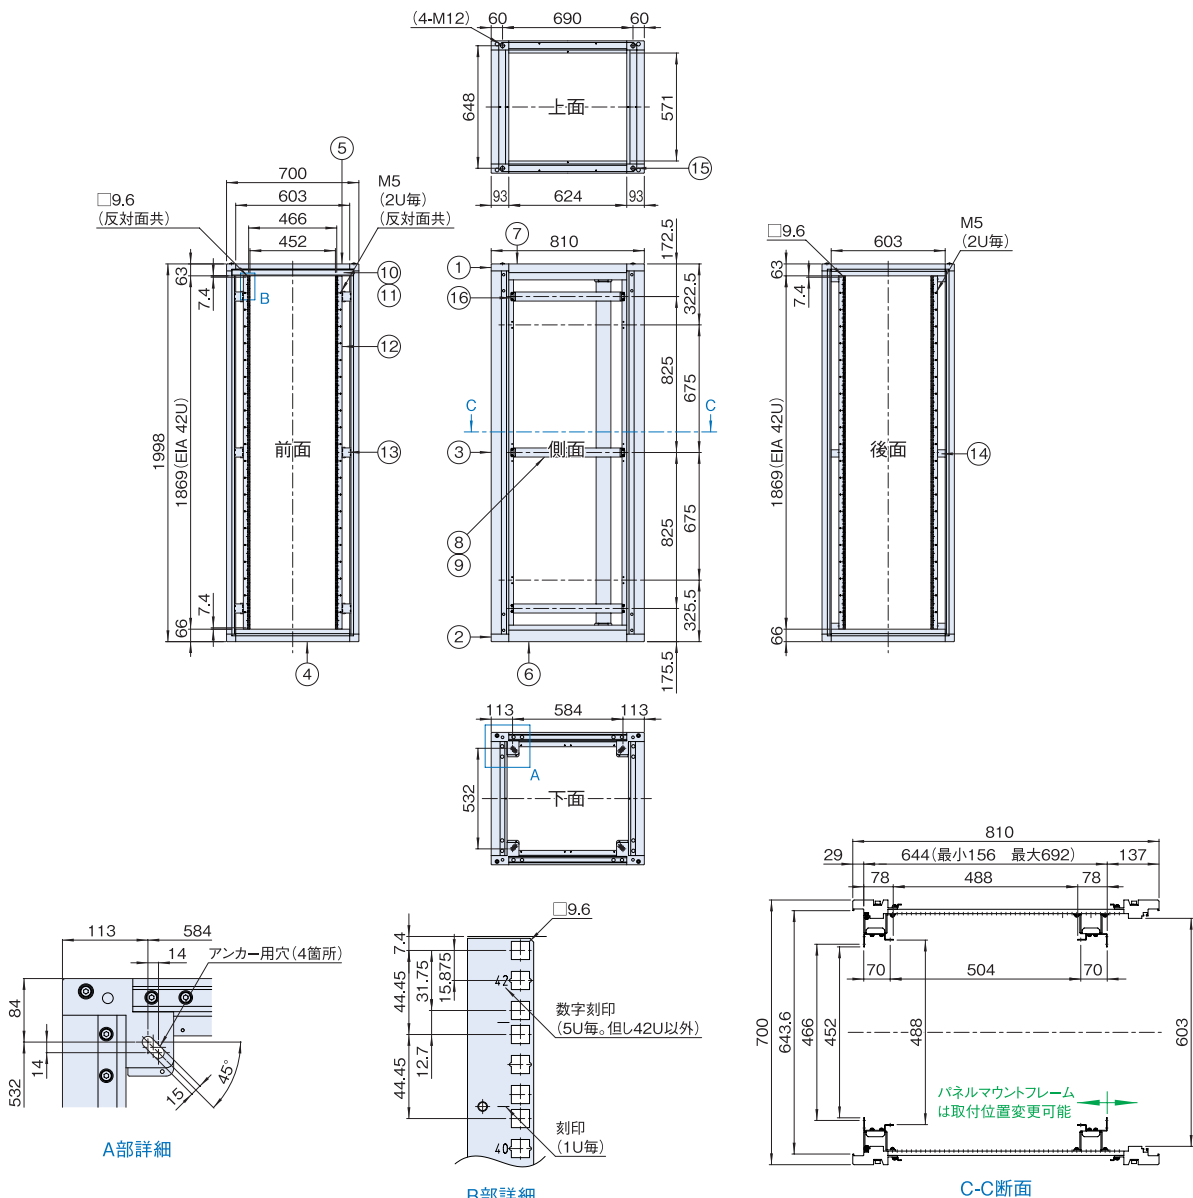 (4-M12)
60
690
60
648
上面
571
⑮
93
624
93
⑤
700
603
466
452
□9.6
(反対面共)
M5
(2U毎)
(反対面共)
63
7.4
B
⑩
⑪
⑫
⑬
1998
1869(EIA 42U)
前面
7.4
66
④
⑦
810
172.5
①
⑯
322.5
825
675
C
C
③
側面
⑧
⑨
825
675
325.5
②
⑥
175.5
□9.6
603
M5
(2U毎)
63
7.4
1869(EIA 42U)
後面
⑭
66
113
584
113
A
532
下面
113
584
14
アンカー用穴(4箇所)
84
14
532
15
45°
A部詳細
□9.6
7.4
44.45
31.75
15.875
42
数字刻印
(5U毎。但し42U以外)
12.7
44.45
刻印
(1U毎)
40
B部詳細
810
29
644(最小156 最大692)
137
78
488
78
70
504
70
700
643.6
466
452
488
603
パネルマウントフレーム
は取付位置変更可能
C-C断面